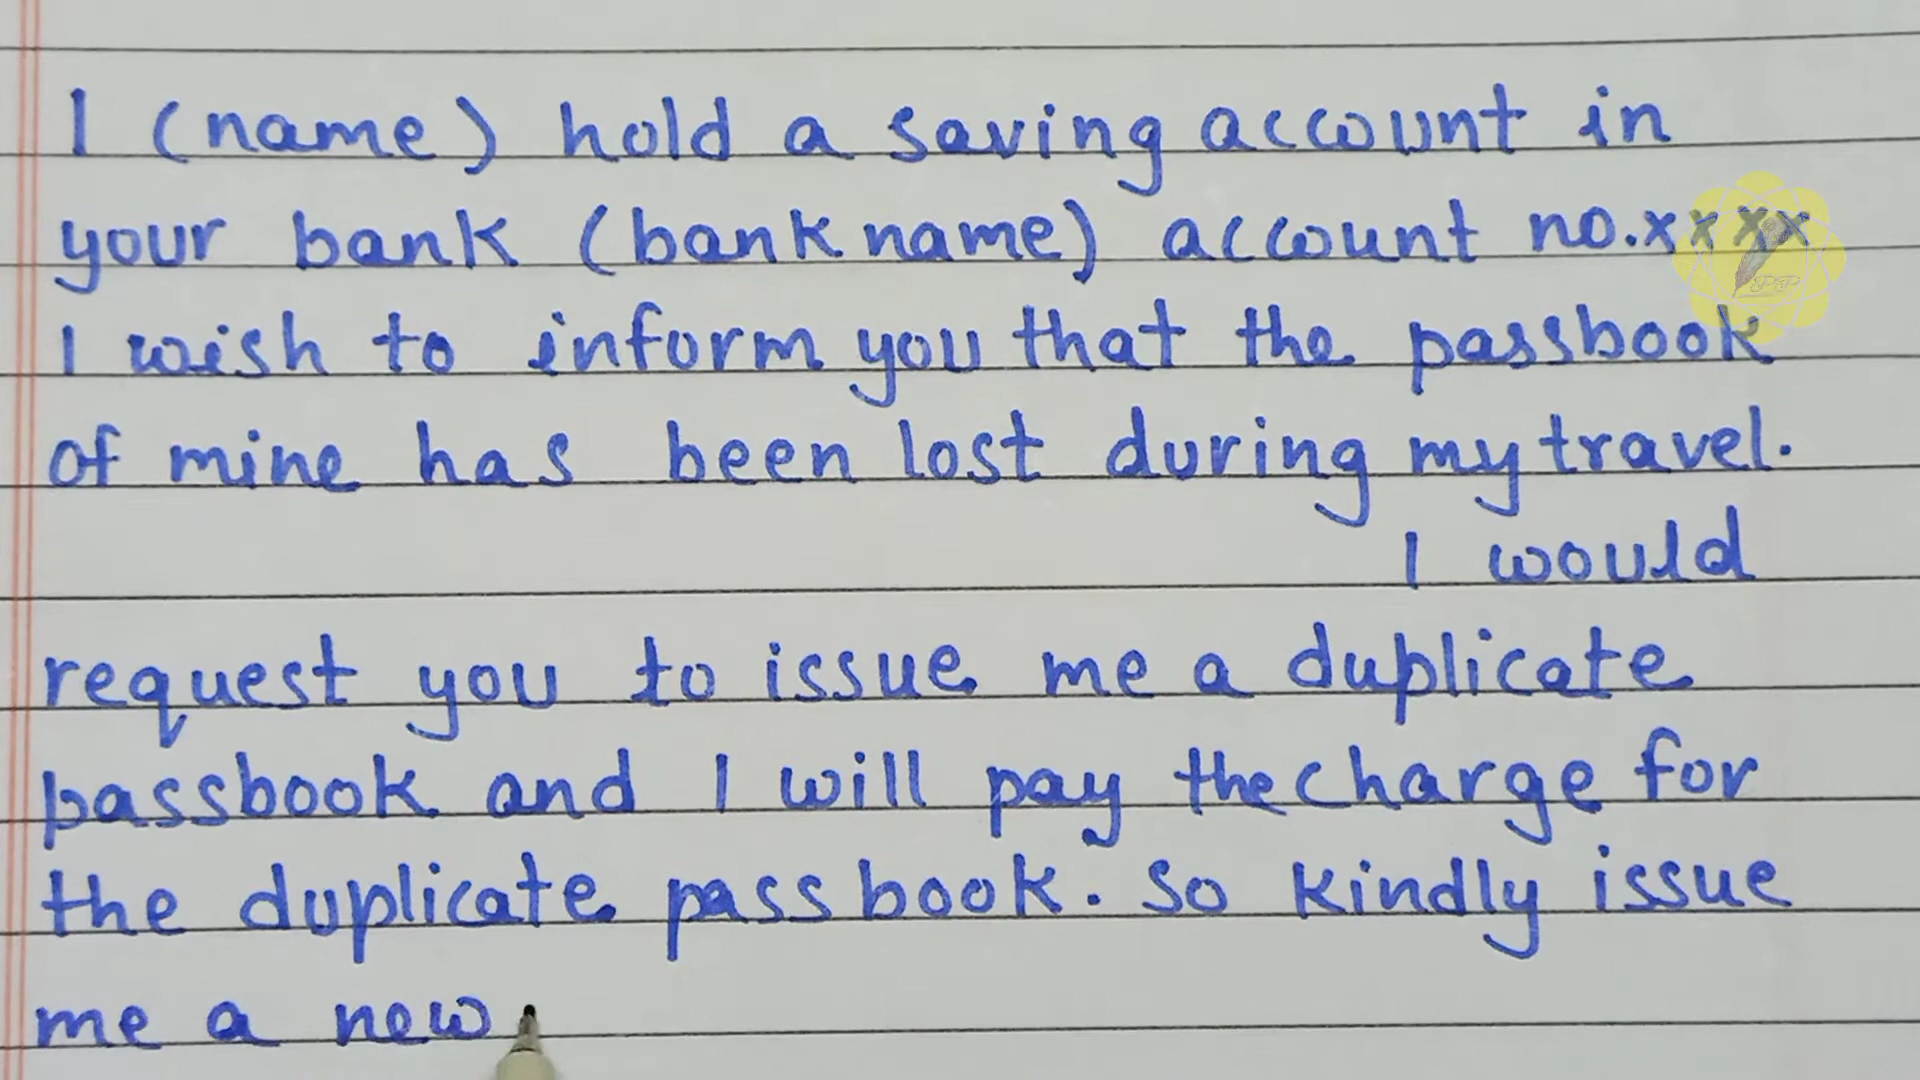 I (name) hold a saving account in
your bank (bank name) account no.xxxx
I wish to inform you that the passbook
of mine has been lost during my travel.
I would
request you to issue me a duplicate
passbook and I will pay the charge for
the duplicate passbook. So kindly issue
me a new
PP